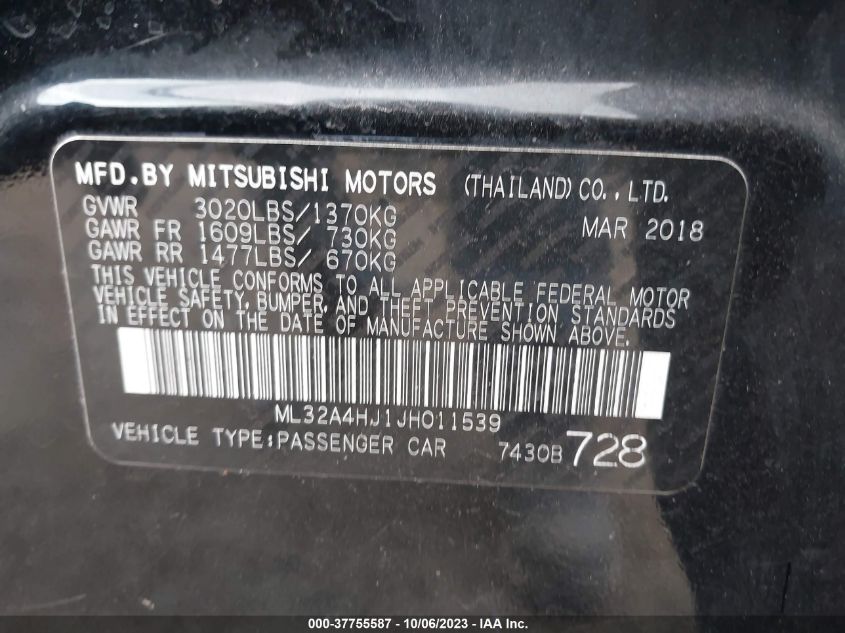 MFD.BY MITSUBISHI MOTORS (THAILAND)CO.,LTD.
GVWR 3020LBS/1370KG MAR 2018
GAWR FR 1609LBS/ 730KG
GAWR RR 1477LBS/ 670KG
THIS VEHICLE CONFORMS TO ALL APPLICABLE FEDERAL MOTOR
VEHICLE SAFETY, BUMPER, AND THEFT PREVENTION STANDARDS
IN EFFECT ON THE DATE OF MANUFACTURE SHOWN ABOVE.
ML32A4HJ1JH011539
VEHICLE TYPE:PASSENGER CAR 7430B 728
000-37755587 - 10/06/2023 - IAA Inc.